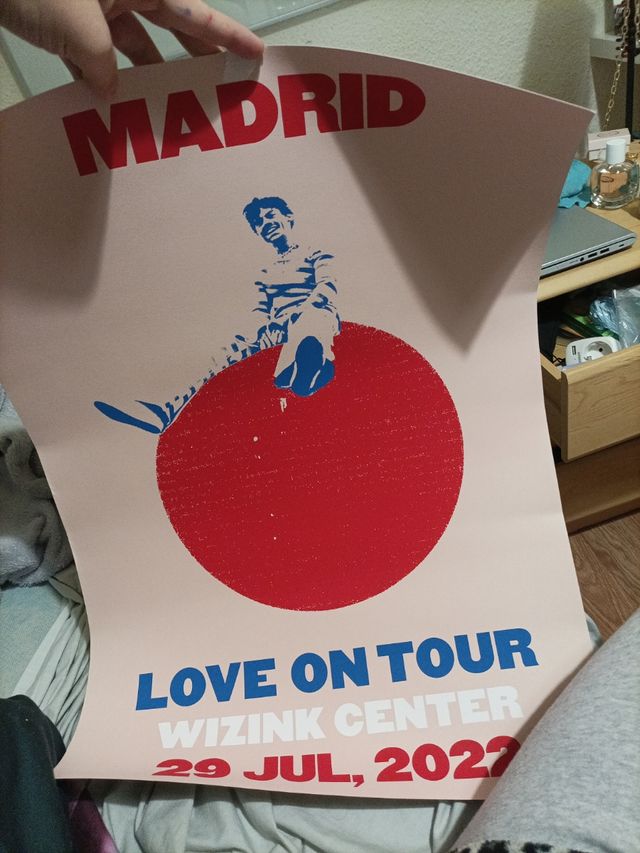 MADRID
LOVE ON TOUR
WIZINK CENTER
29 JUL, 2022